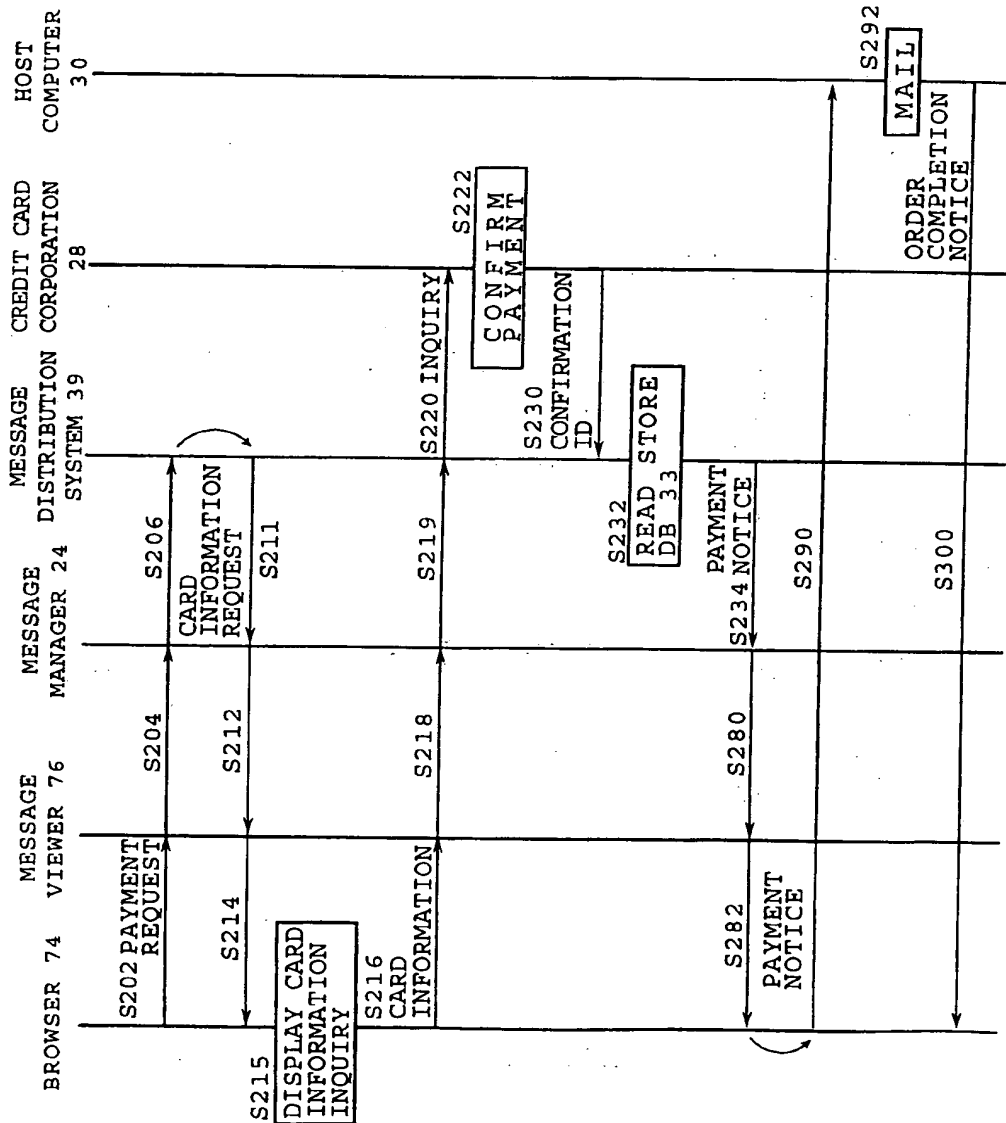 BROWSER 74
MESSAGE
VIEWER 76
MESSAGE
MANAGER 24
MESSAGE
DISTRIBUTION
SYSTEM 39
CREDIT CARD
CORPORATION
28
HOST
COMPUTER
30
S202 PAYMENT
REQUEST
S204
S206
CARD
INFORMATION
REQUEST
S211
S212
S214
S215
DISPLAY CARD
INFORMATION
INQUIRY
S216
CARD
INFORMATION
S218
S219
S220 INQUIRY
S222
CONFIRM
PAYMENT
S230
CONFIRMATION
ID
S232
READ STORE
DB 33
PAYMENT
S234 NOTICE
S280
S282
PAYMENT
NOTICE
S290
S292
MAIL
ORDER
COMPLETION
NOTICE
S300